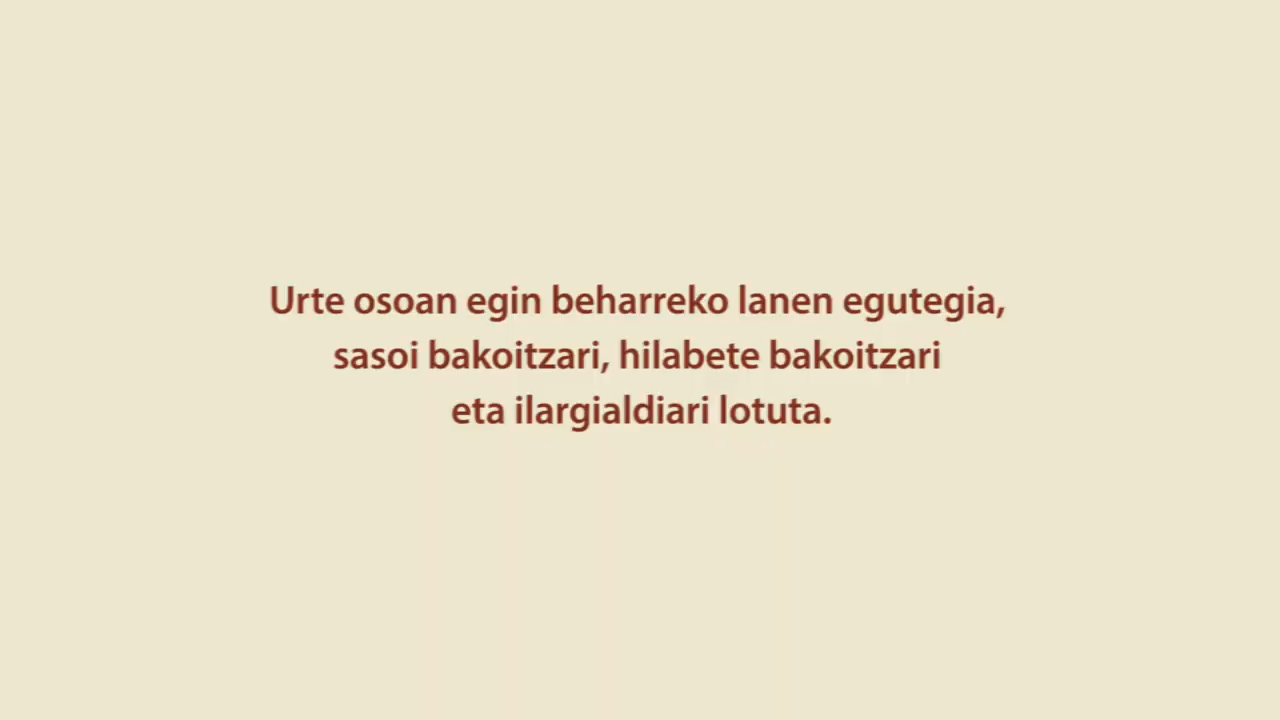 Urte osoan egin beharreko lanen egutegia,
sasoi bakoitzari, hilabete bakoitzari
eta ilargialdiari lotuta.